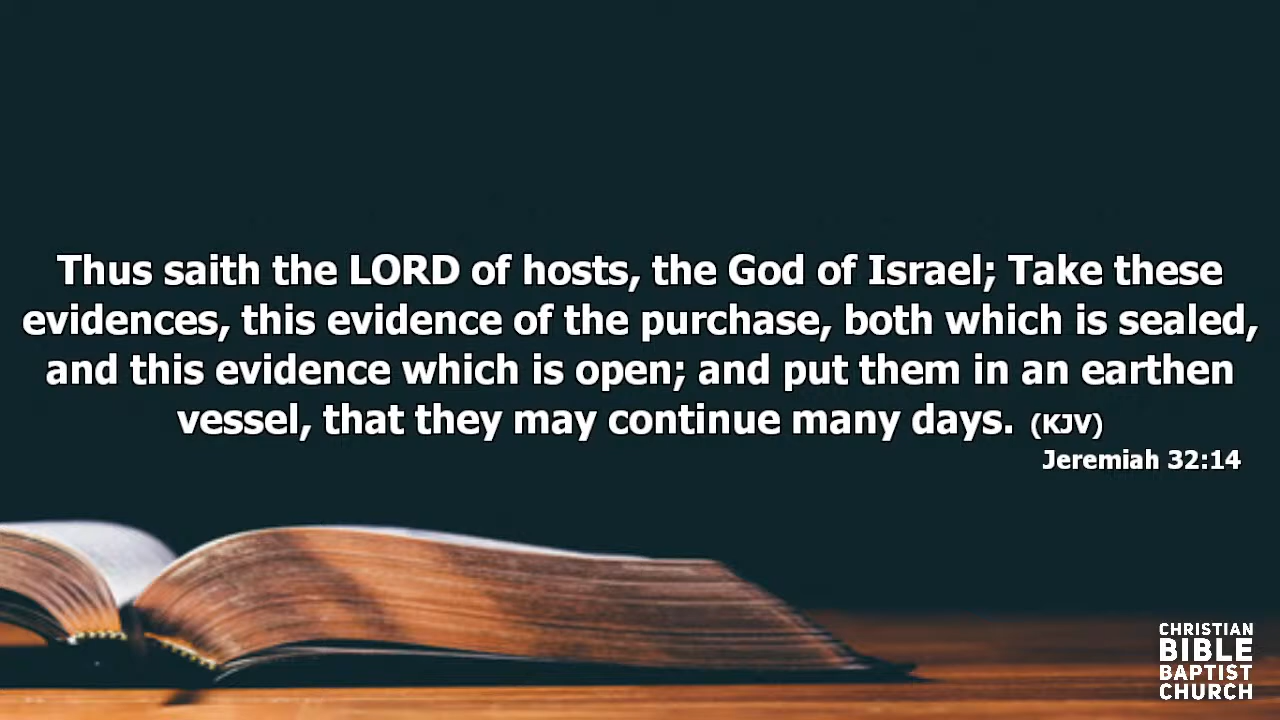 Thus saith the LORD of hosts, the God of Israel; Take these
evidences, this evidence of the purchase, both which is sealed,
and this evidence which is open; and put them in an earthen
vessel, that they may continue many days. (KJV)
Jeremiah 32:14
CHRISTIAN
BIBLE
BAPTIST
CHURCH